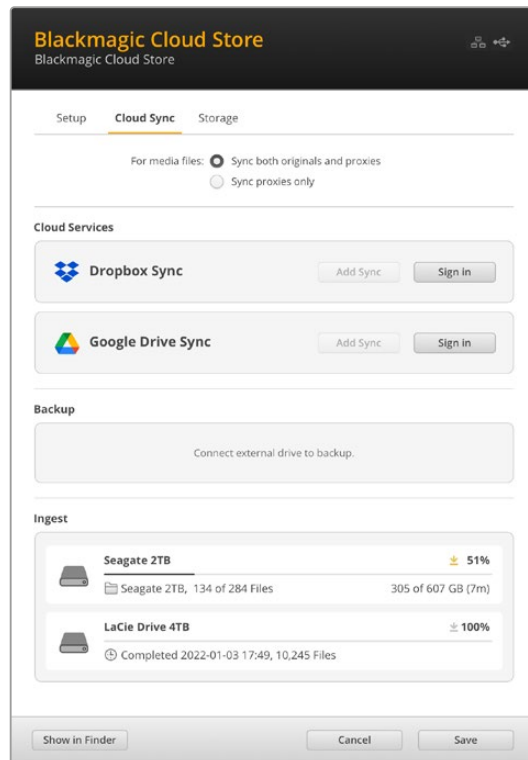 Blackmagic Cloud Store
Blackmagic Cloud Store
Setup Cloud Sync Storage
For media files: Sync both originals and proxies
Sync proxies only
Cloud Services
Dropbox Sync Add Sync Sign in
Google Drive Sync Add Sync Sign in
Backup
Connect external drive to backup.
Ingest
Seagate 2TB 51%
Seagate 2TB, 134 of 284 Files 305 of 607 GB (7m)
LaCie Drive 4TB 100%
Completed 2022-01-03 17:49, 10,245 Files
Show in Finder Cancel Save